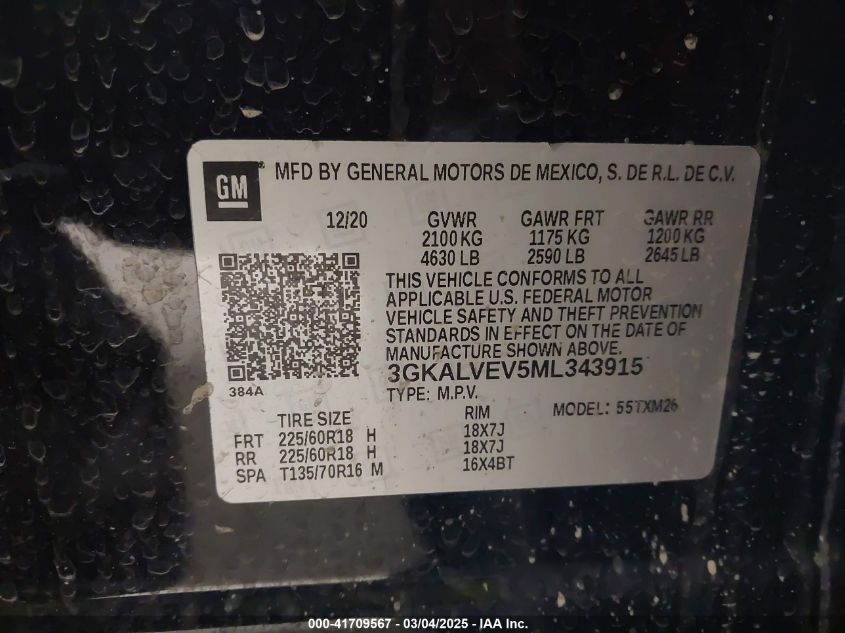 GM
MFD BY GENERAL MOTORS DE MEXICO, S. DE R.L. DE C.V.
12/20 GVWR GAWR FRT GAWR RR
2100 KG 1175 KG 1200 KG
4630 LB 2590 LB 2645 LB
THIS VEHICLE CONFORMS TO ALL
APPLICABLE U.S. FEDERAL MOTOR
VEHICLE SAFETY AND THEFT PREVENTION
STANDARDS IN EFFECT ON THE DATE OF
MANUFACTURE SHOWN ABOVE.
3GKALVEV5ML343915
384A
TYPE: M.P.V.
MODEL: 55TXM26
TIRE SIZE RIM
FRT 225/60R18 H 18X7J
RR 225/60R18 H 18X7J
SPA T135/70R16 M 16X4BT
000-41709567 — 03/04/2025 — IAA Inc.